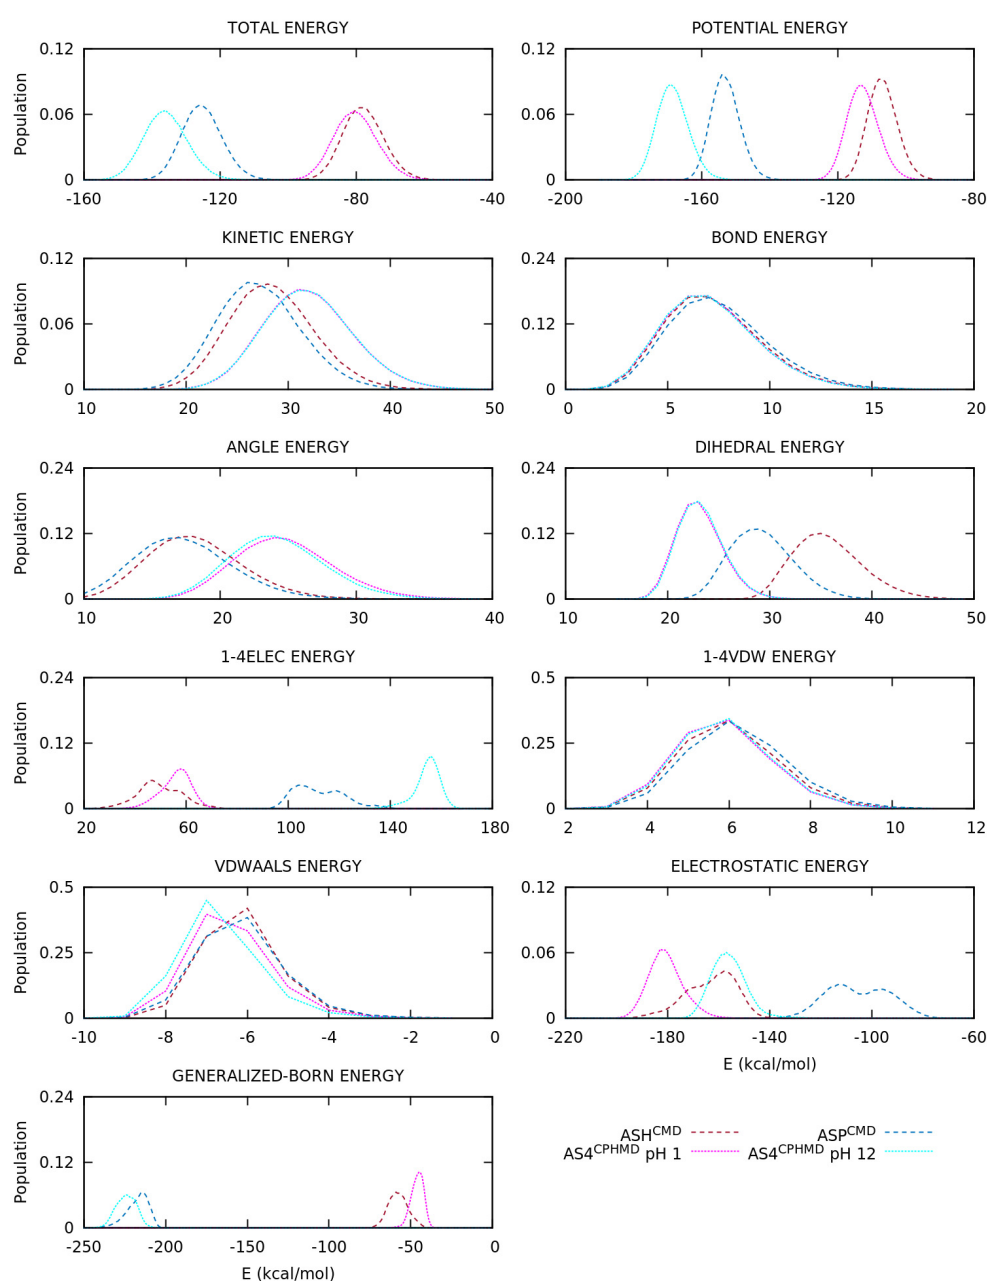 TOTAL ENERGY
Population
0.12
0.06
0
-160 -120 -80 -40
POTENTIAL ENERGY
0.12
0.06
0
-200 -160 -120 -80
KINETIC ENERGY
Population
0.12
0.06
0
10 20 30 40 50
BOND ENERGY
0.24
0.12
0
0 5 10 15 20
ANGLE ENERGY
Population
0.24
0.12
0
10 20 30 40
DIHEDRAL ENERGY
0.24
0.12
0
10 20 30 40 50
1-4ELEC ENERGY
Population
0.24
0.12
0
20 60 100 140 180
1-4VDW ENERGY
0.5
0.25
0
2 4 6 8 10 12
VDWAALS ENERGY
Population
0.5
0.25
0
-10 -8 -6 -4 -2 0
ELECTROSTATIC ENERGY
0.12
0.06
0
-220 -180 -140 -100 -60
E (kcal/mol)
GENERALIZED-BORN ENERGY
Population
0.24
0.12
0
-250 -200 -150 -100 -50 0
E (kcal/mol)
ASH^CMD ASP^CMD
AS4^CPHMD pH 1 AS4^CPHMD pH 12